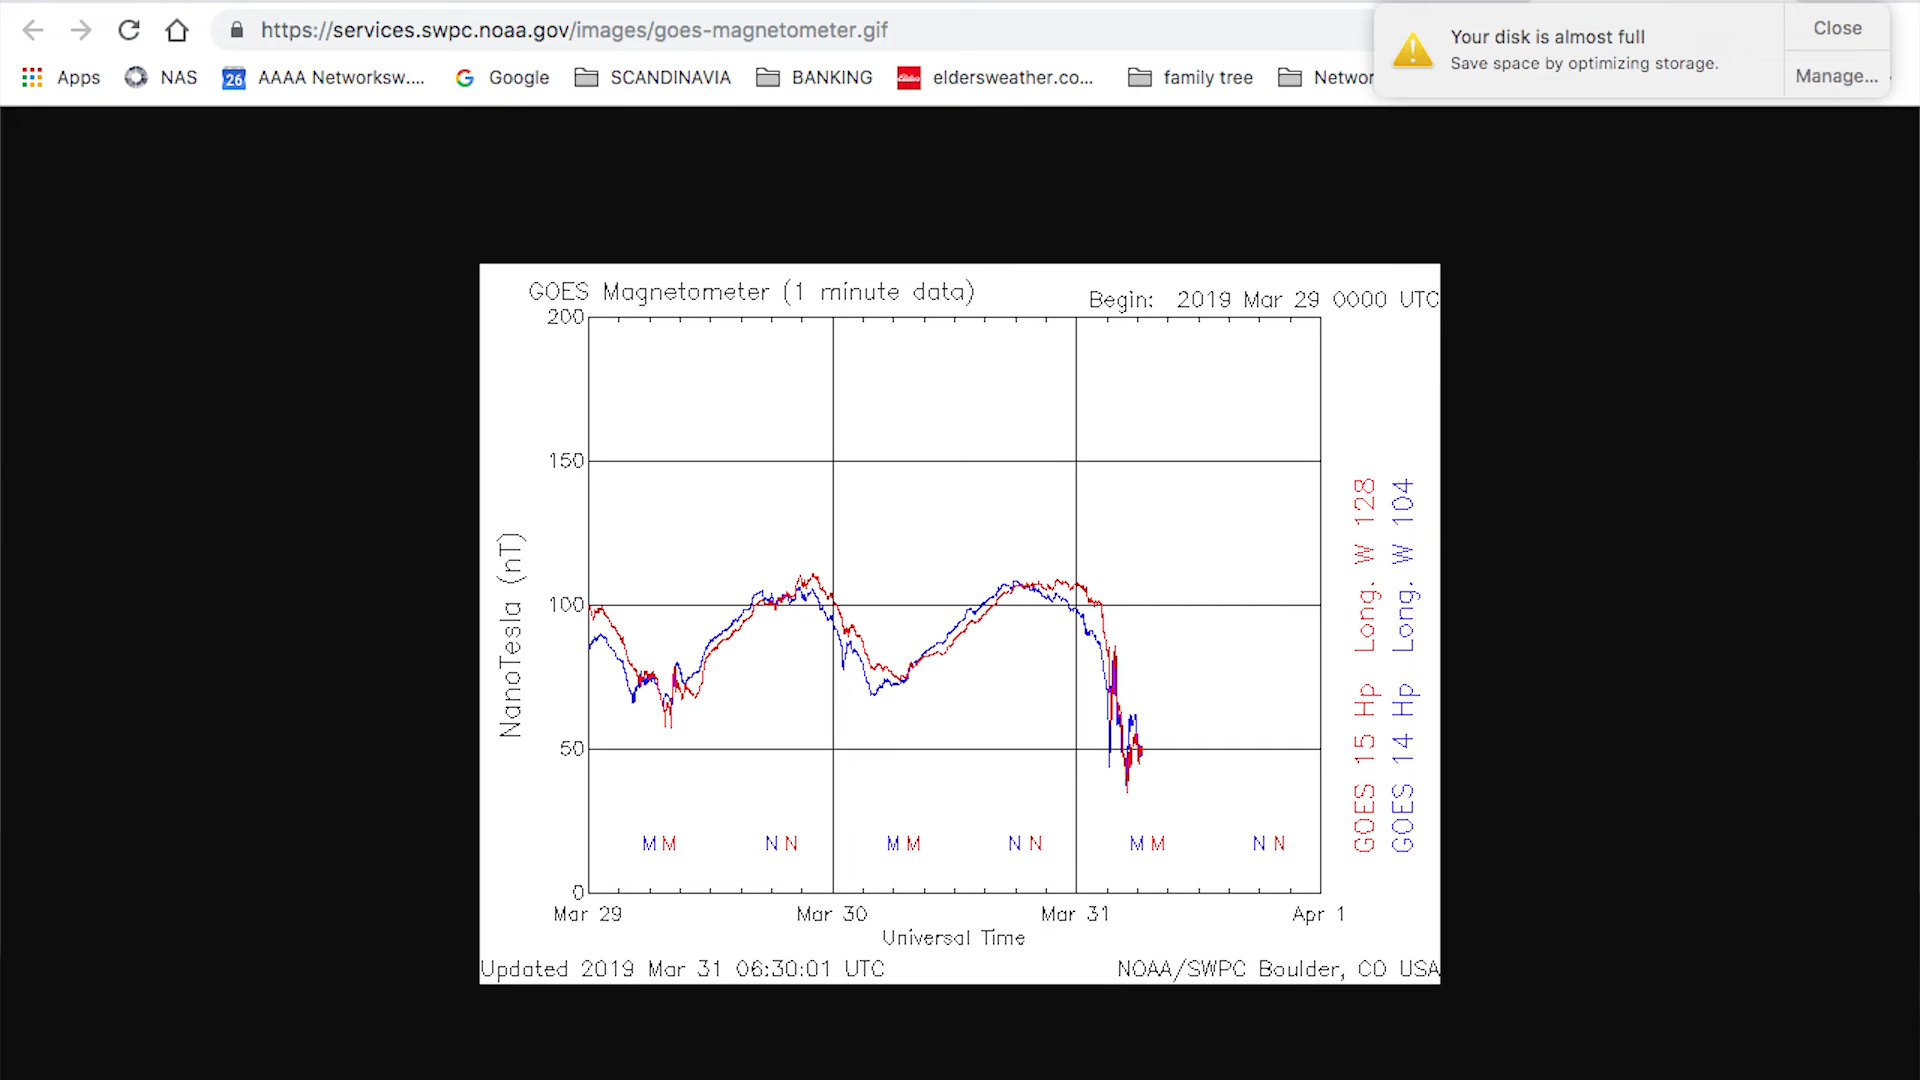 https://services.swpc.noaa.gov/images/goes-magnetometer.gif
Your disk is almost full
Save space by optimizing storage.
Close
Manage...
Apps
NAS
26
AAAA Networksw....
Google
SCANDINAVIA
BANKING
eldersweather.co...
family tree
Networ
GOES Magnetometer (1 minute data)
Begin: 2019 Mar 29 0000 UTC
200
150
100
50
0
NanoTesla (nT)
M M N N M M N N M M N N
Mar 29 Mar 30 Mar 31 Apr 1
Universal Time
Updated 2019 Mar 31 06:30:01 UTC
NOAA/SWPC Boulder, CO USA
GOES 15 Hp Long. W 128
GOES 14 Hp Long. W 104